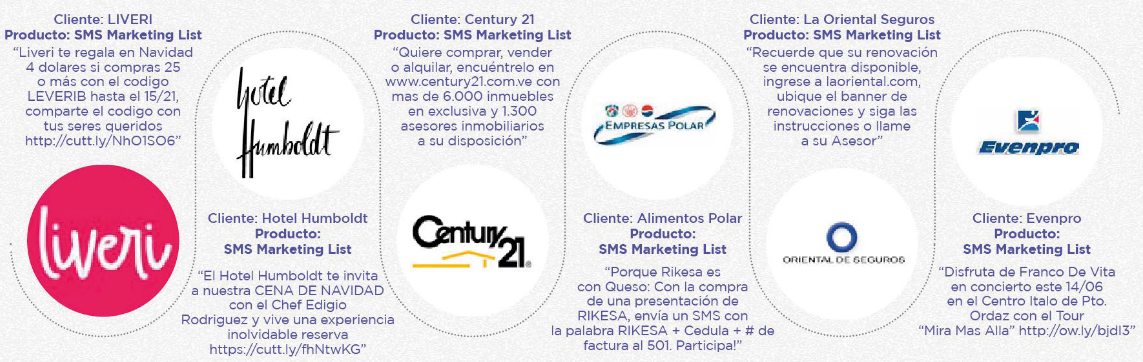 Cliente: LIVERI
Producto: SMS Marketing List
“Liveri te regala en Navidad
4 dolares si compras 25
o más con el codigo
LEVERIB hasta el 15/21,
comparte el codigo con
tus seres queridos
http://cutt.ly/NhO1SO6”
liveri
hotel
Humboldt
Cliente: Hotel Humboldt
Producto:
SMS Marketing List
“El Hotel Humboldt te invita
a nuestra CENA DE NAVIDAD
con el Chef Edigio
Rodriguez y vive una experiencia
inolvidable reserva
https://cutt.ly/fhNtwKG”
Cliente: Century 21
Producto: SMS Marketing List
“Quiere comprar, vender
o alquilar, encuéntrelo en
www.century21.com.ve con
mas de 6.000 inmuebles
en exclusiva y 1.300
asesores inmobiliarios
a su disposición”
Century
21
EMPRESAS POLAR
Cliente: Alimentos Polar
Producto:
SMS Marketing List
“Porque Rikesa es
con Queso: Con la compra
de una presentación de
RIKESA, envía un SMS con
la palabra RIKESA + Cedula + # de
factura al 501. Participa!”
Cliente: La Oriental Seguros
Producto: SMS Marketing List
“Recuerde que su renovación
se encuentra disponible,
ingrese a laoriental.com,
ubique el banner de
renovaciones y siga las
instrucciones o llame
a su Asesor”
ORIENTAL DE SEGUROS
Evenpro
Cliente: Evenpro
Producto:
SMS Marketing List
“Disfruta de Franco De Vita
en concierto este 14/06
en el Centro Italo de Pto.
Ordaz con el Tour
“Mira Mas Alla” http://ow.ly/bjdI3”